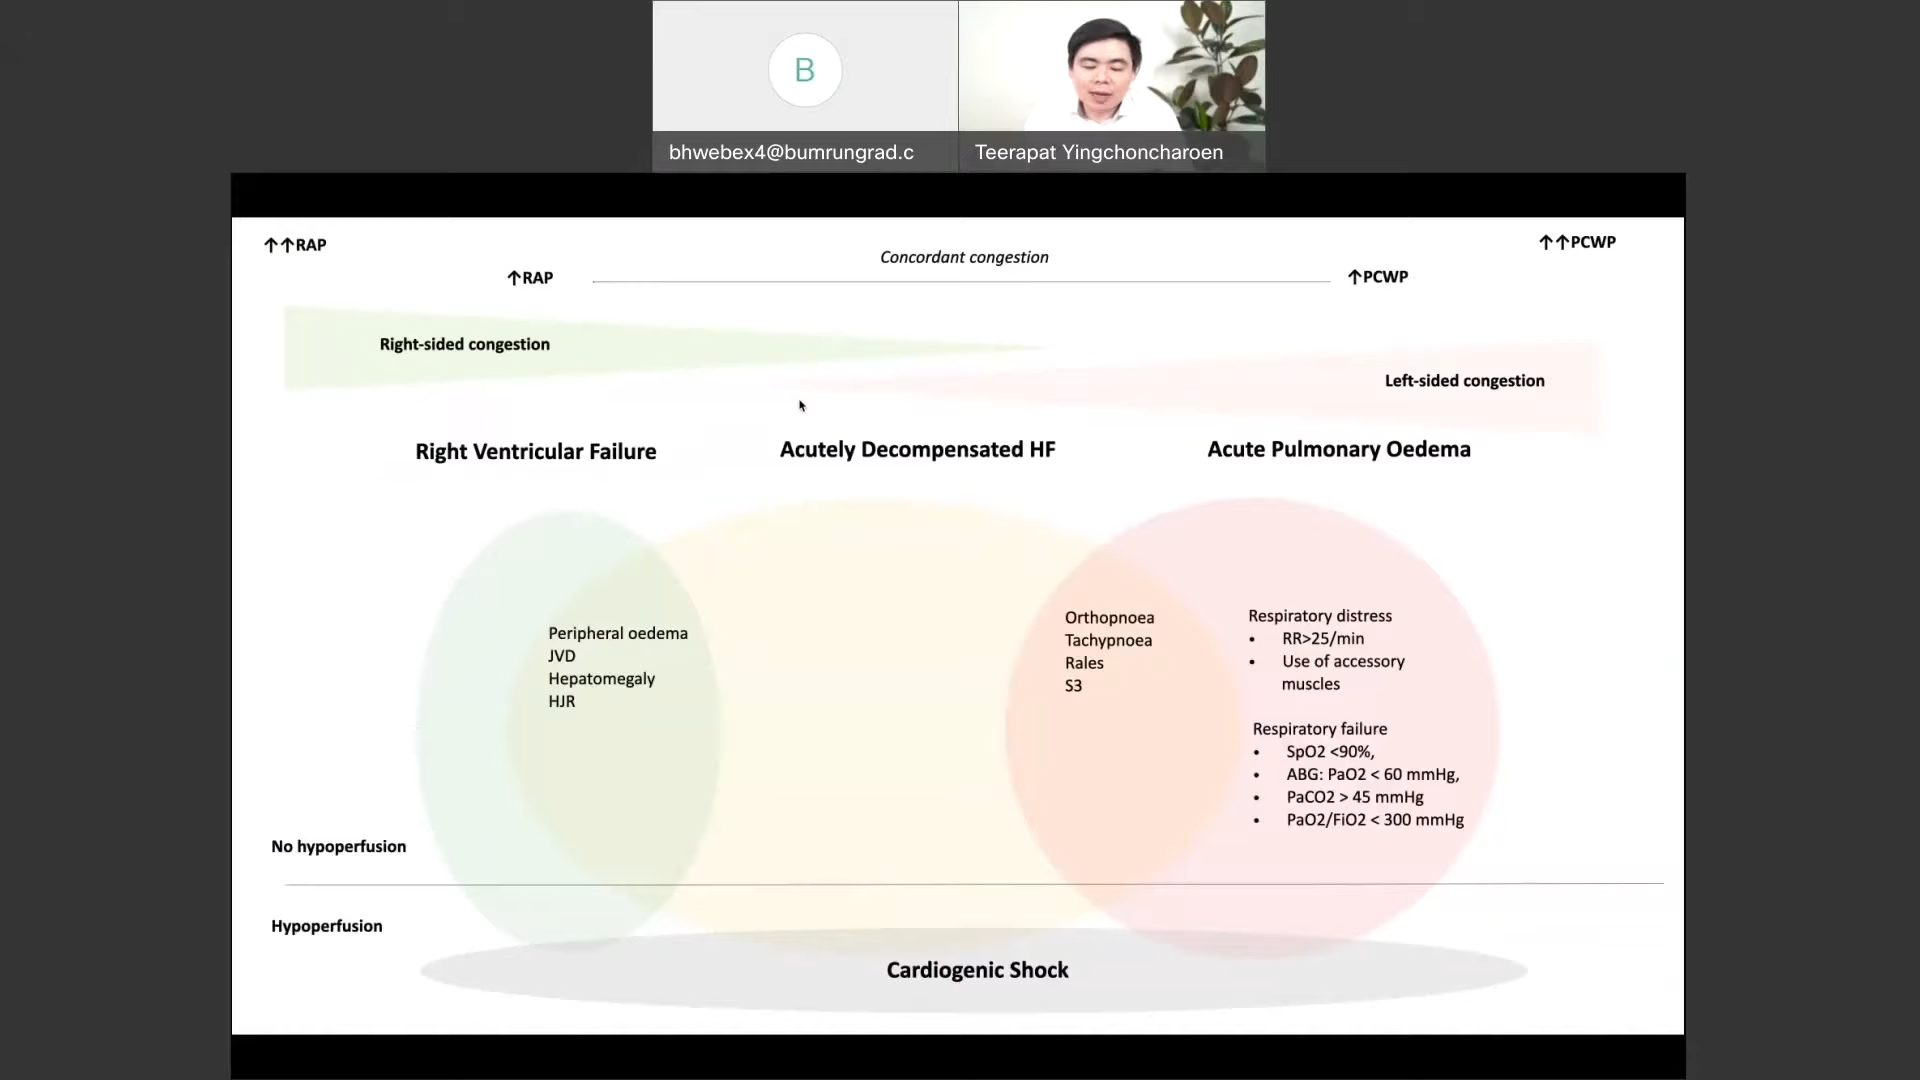 B
bhwebex4@bumrungrad.c
Teerapat Yingchoncharoen
↑↑RAP
↑↑PCWP
Concordant congestion
↑RAP
↑PCWP
Right-sided congestion
Left-sided congestion
Right Ventricular Failure
Acutely Decompensated HF
Acute Pulmonary Oedema
Peripheral oedema
JVD
Hepatomegaly
HJR
Orthopnoea
Tachypnoea
Rales
S3
Respiratory distress
• RR>25/min
• Use of accessory
muscles
Respiratory failure
• SpO2 <90%,
• ABG: PaO2 < 60 mmHg,
• PaCO2 > 45 mmHg
• PaO2/FiO2 < 300 mmHg
No hypoperfusion
Hypoperfusion
Cardiogenic Shock